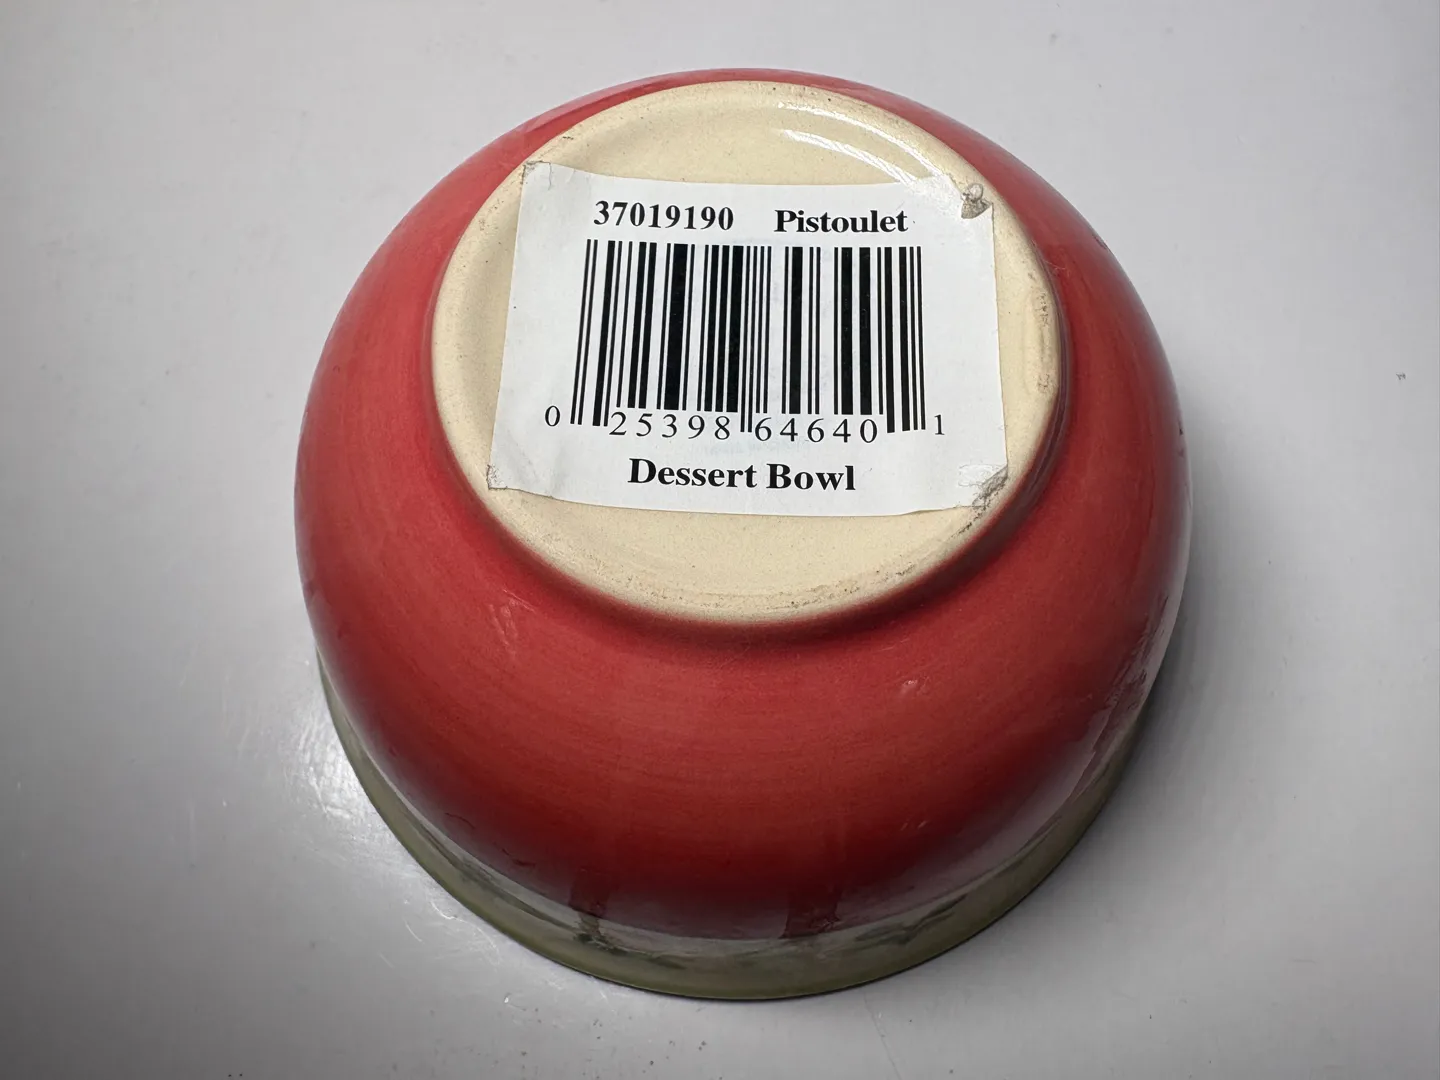 37019190 Pistoulet
0 25398 64640 1
Dessert Bowl